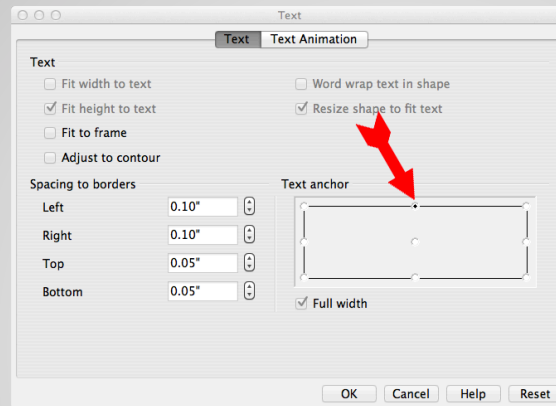 Text
Text Text Animation
Text
Fit width to text Word wrap text in shape
Fit height to text Resize shape to fit text
Fit to frame
Adjust to contour
Spacing to borders Text anchor
Left 0.10"
Right 0.10"
Top 0.05"
Bottom 0.05"
Full width
OK Cancel Help Reset